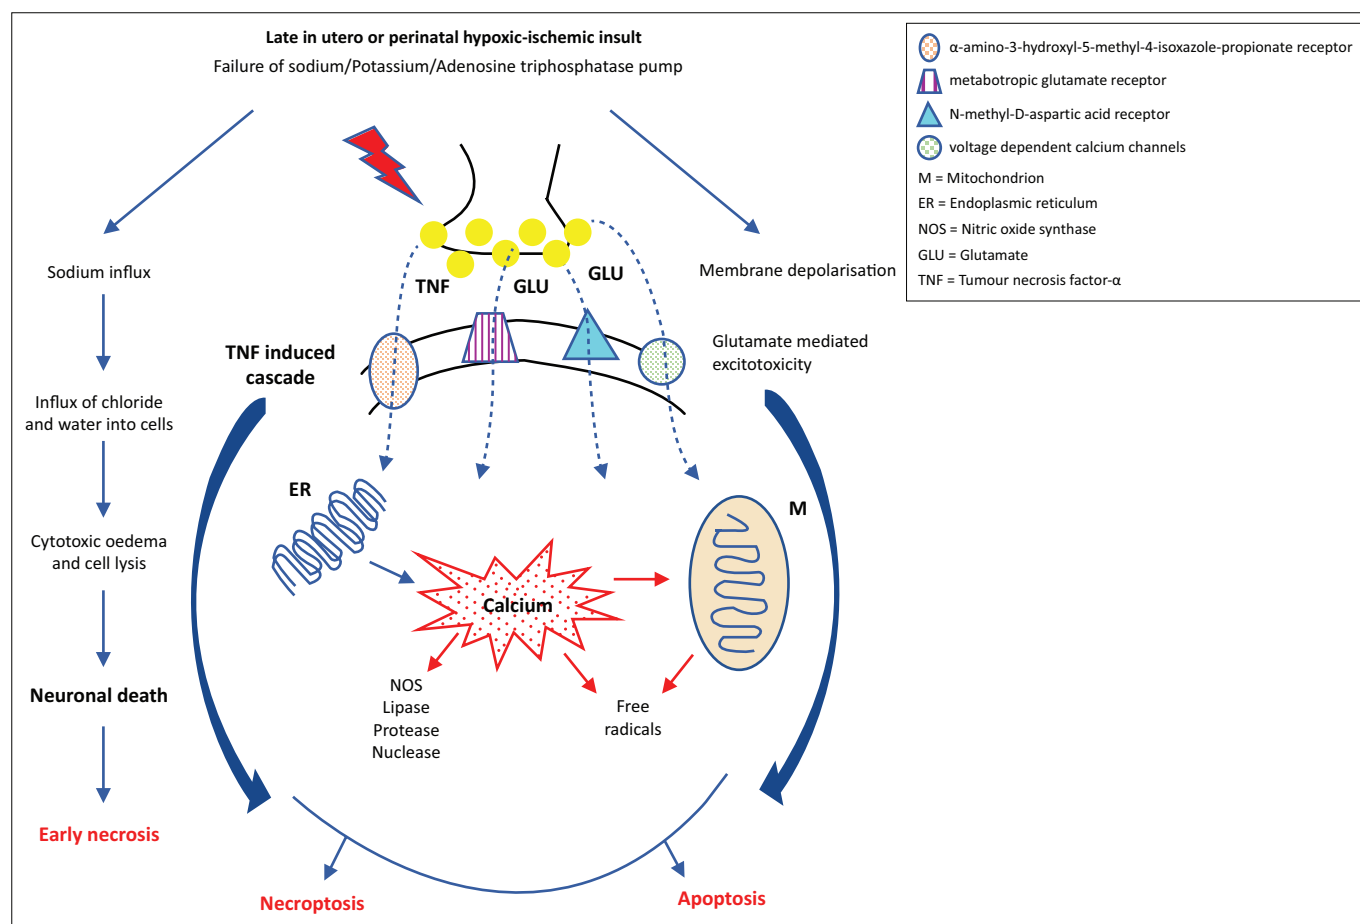 Late in utero or perinatal hypoxic-ischemic insult
Failure of sodium/Potassium/Adenosine triphosphatase pump
α-amino-3-hydroxyl-5-methyl-4-isoxazole-propionate receptor
metabotropic glutamate receptor
N-methyl-D-aspartic acid receptor
voltage dependent calcium channels
M = Mitochondrion
ER = Endoplasmic reticulum
NOS = Nitric oxide synthase
GLU = Glutamate
TNF = Tumour necrosis factor-α
Sodium influx
Influx of chloride
and water into cells
Cytotoxic oedema
and cell lysis
Neuronal death
Early necrosis
TNF
GLU
GLU
Membrane depolarisation
Glutamate mediated
excitotoxicity
TNF induced
cascade
ER
M
Calcium
NOS
Lipase
Protease
Nuclease
Free
radicals
Necroptosis
Apoptosis